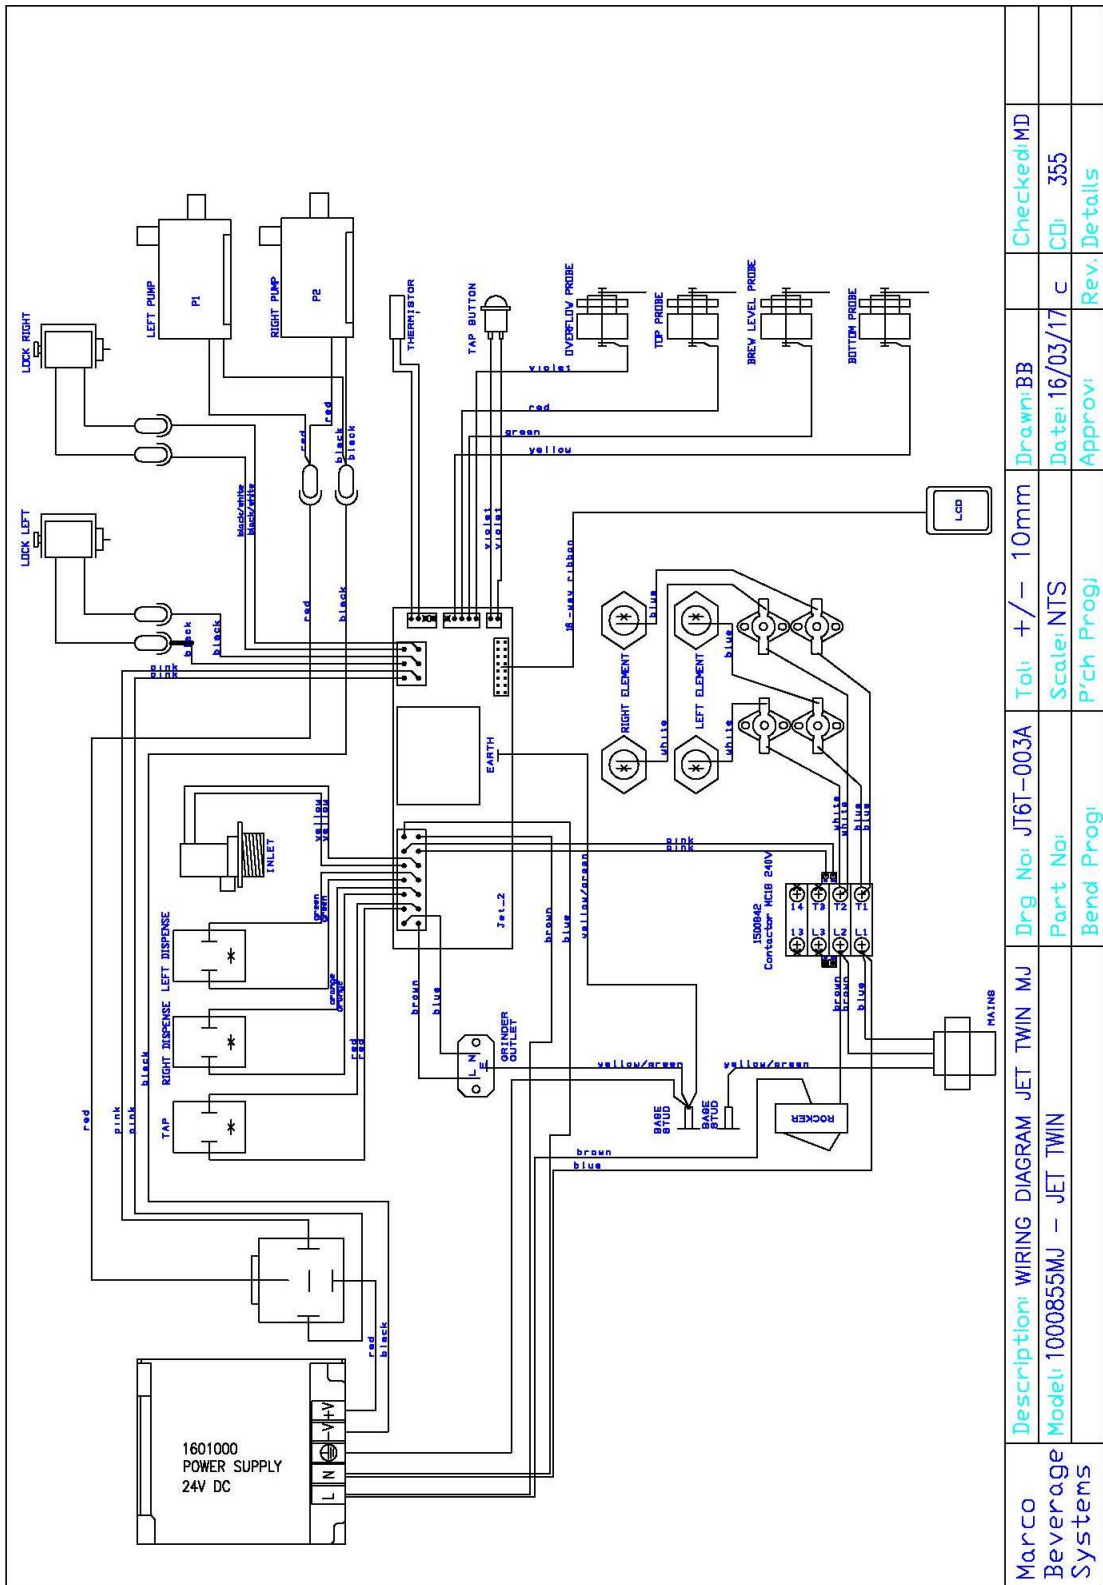 LOCK RIGHT
LEFT PUMP
P1
RIGHT PUMP
P2
LOCK LEFT
THERMISTOR
TAP BUTTON
OVERFLOW PROBE
TOP PROBE
BREW LEVEL PROBE
BOTTOM PROBE
violet
red
green
yellow
red
red
black
black
black/white
black/white
black
black
pink
pink
red
black
violet
violet
16-way ribbon
LCD
INLET
yellow
yellow
EARTH
Jet_2
RIGHT ELEMENT
LEFT ELEMENT
blue
blue
white
white
LEFT DISPENSE
green
green
RIGHT DISPENSE
orange
orange
TAP
red
red
brown
blue
GRINDER
OUTLET
L N
E
brown
blue
yellow/green
pink
pink
1500842
Contactor MC18 240V
14 T3 T2 T1
13 L3 L2 L1
white
white
blue
blue
brown
brown
blue
MAINS
yellow/green
yellow/green
BASE
STUD
BASE
STUD
ROCKER
brown
blue
red
pink
pink
black
red
black
1601000
POWER SUPPLY
24V DC
L N -V +V
Marco
Beverage
Systems
Description: WIRING DIAGRAM JET TWIN MJ
Model: 1000855MJ - JET TWIN
Drg No: JT6T-003A
Part No:
Bend Prog:
Tol: +/- 10mm
Scale: NTS
P'ch Prog:
Drawn: BB
Date: 16/03/17
Approv:
C
Rev.
Checked: MD
CO: 355
Details